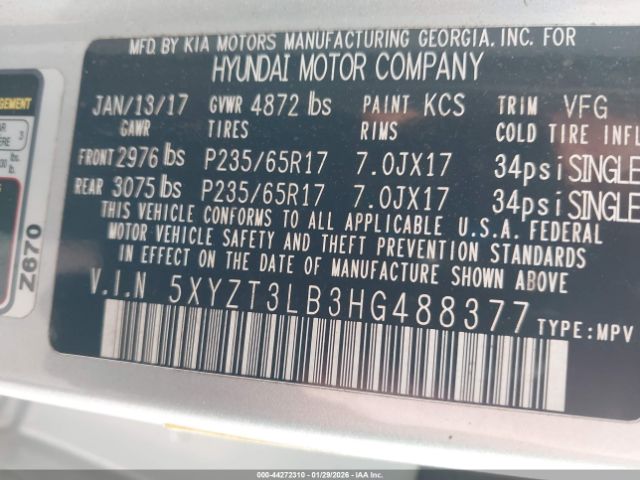 MFD. BY KIA MOTORS MANUFACTURING GEORGIA, INC. FOR
HYUNDAI MOTOR COMPANY
JAN/13/17 GVWR 4872 lbs PAINT KCS TRIM VFG
GAWR TIRES RIMS COLD TIRE INFL
FRONT 2976 lbs P235/65R17 7.0JX17 34psi SINGLE
REAR 3075 lbs P235/65R17 7.0JX17 34psi SINGLE
THIS VEHICLE CONFORMS TO ALL APPLICABLE U.S.A. FEDERAL
MOTOR VEHICLE SAFETY AND THEFT PREVENTION STANDARDS
IN EFFECT ON THE DATE OF MANUFACTURE SHOWN ABOVE
V.I.N 5XYZT3LB3HG488377 TYPE:MPV
Z670
000-44272310 - 01/29/2026 - IAA Holdings, LLC